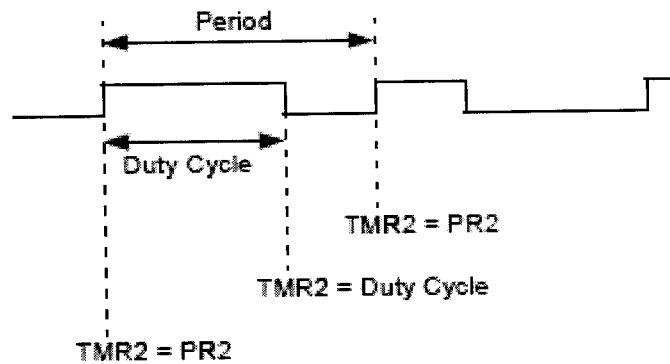 Period
Duty Cycle
TMR2 = PR2
TMR2 = Duty Cycle
TMR2 = PR2